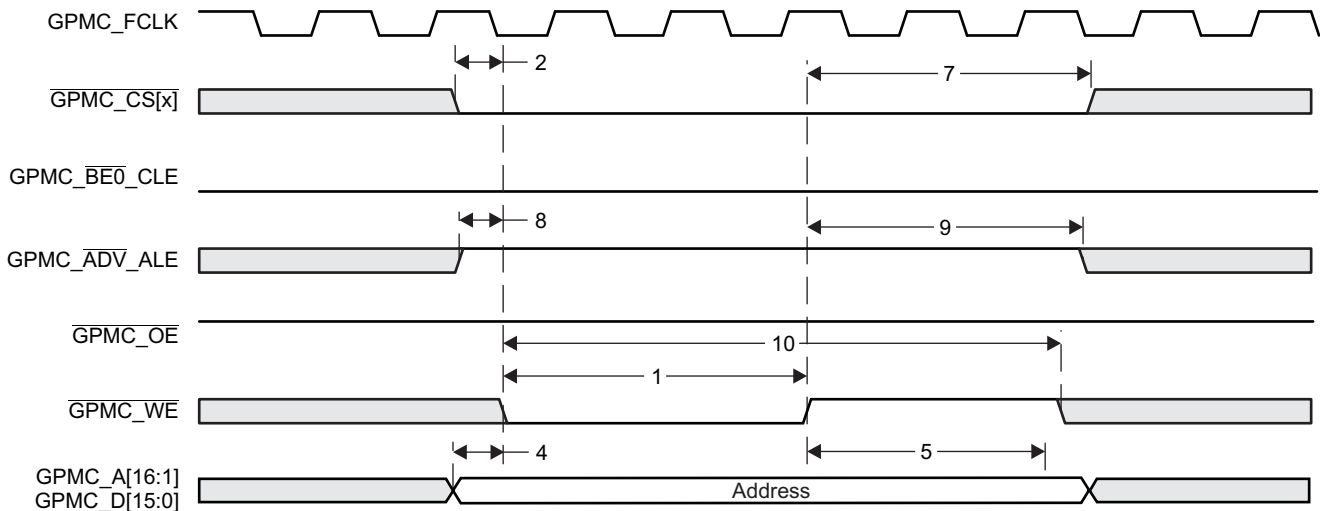 GPMC_FCLK
2
7
GPMC_CS[x]
GPMC_BE0_CLE
8
9
GPMC_ADV_ALE
GPMC_OE
10
1
GPMC_WE
4
5
GPMC_A[16:1]
GPMC_D[15:0]
Address